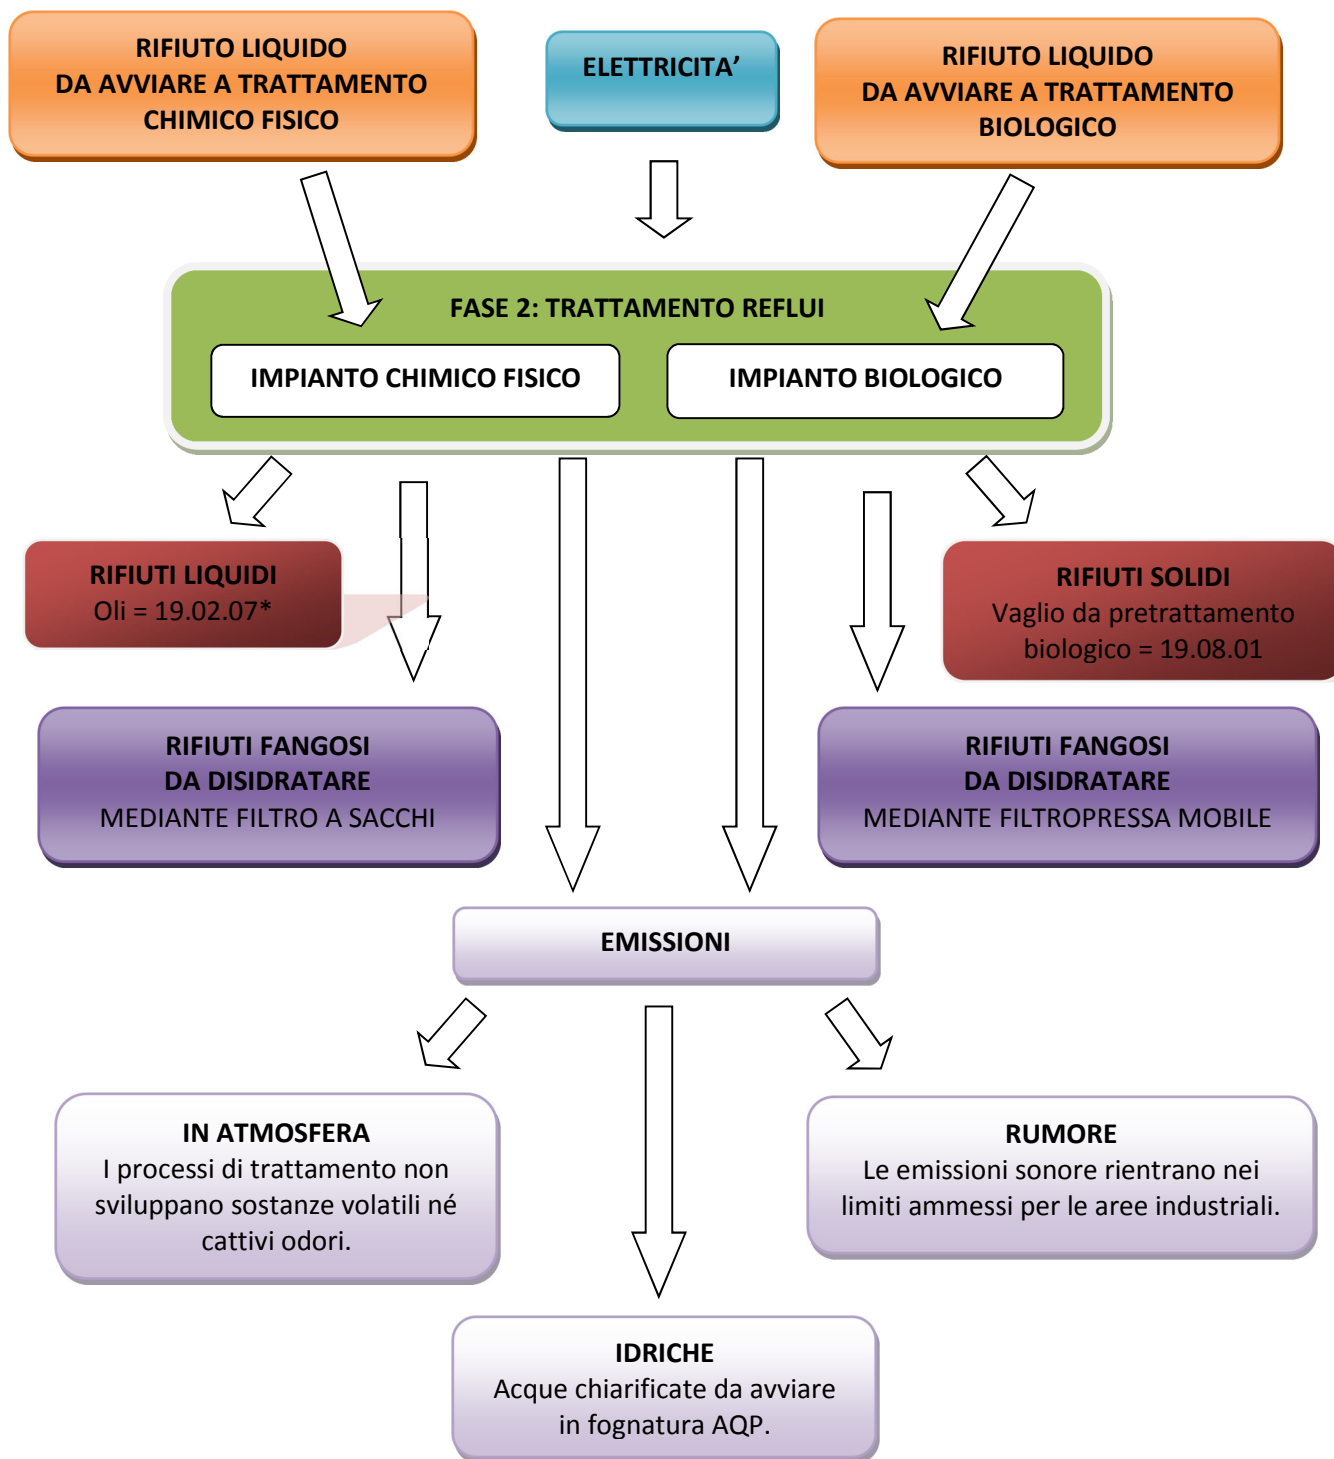 RIFIUTO LIQUIDO
DA AVVIARE A TRATTAMENTO
CHIMICO FISICO
ELETTRICITA’
RIFIUTO LIQUIDO
DA AVVIARE A TRATTAMENTO
BIOLOGICO
FASE 2: TRATTAMENTO REFLUI
IMPIANTO CHIMICO FISICO
IMPIANTO BIOLOGICO
RIFIUTI LIQUIDI
Oli = 19.02.07*
RIFIUTI SOLIDI
Vaglio da pretrattamento
biologico = 19.08.01
RIFIUTI FANGOSI
DA DISIDRATARE
MEDIANTE FILTRO A SACCHI
RIFIUTI FANGOSI
DA DISIDRATARE
MEDIANTE FILTROPRESSA MOBILE
EMISSIONI
IN ATMOSFERA
I processi di trattamento non
sviluppano sostanze volatili né
cattivi odori.
RUMORE
Le emissioni sonore rientrano nei
limiti ammessi per le aree industriali.
IDRICHE
Acque chiarificate da avviare
in fognatura AQP.